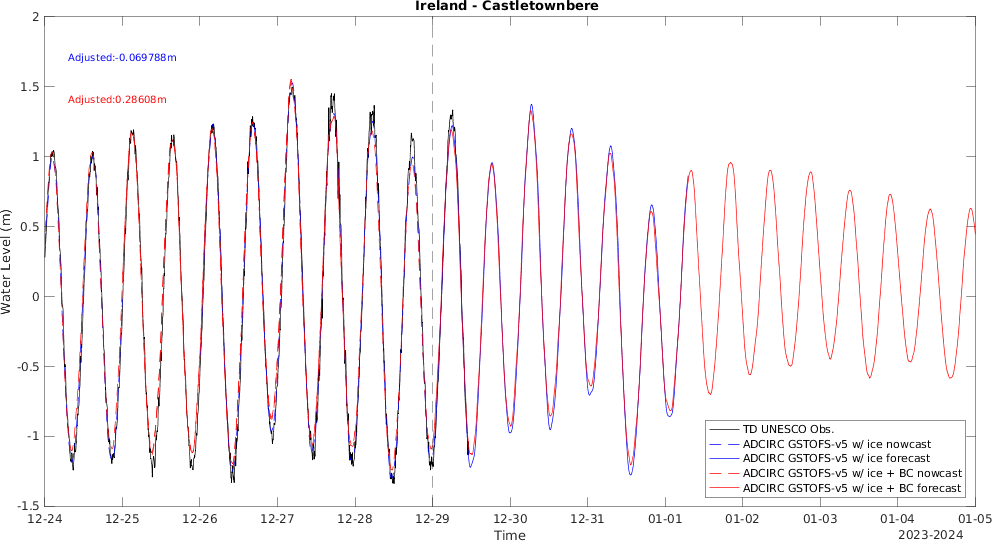 Ireland - Castletownbere
Adjusted:-0.069788m
Adjusted:0.28608m
Water Level (m)
2
1.5
1
0.5
0
-0.5
-1
-1.5
TD UNESCO Obs.
ADCIRC GSTOFS-v5 w/ ice nowcast
ADCIRC GSTOFS-v5 w/ ice forecast
ADCIRC GSTOFS-v5 w/ ice + BC nowcast
ADCIRC GSTOFS-v5 w/ ice + BC forecast
12-24 12-25 12-26 12-27 12-28 12-29 12-30 12-31 01-01 01-02 01-03 01-04 01-05
Time
2023-2024